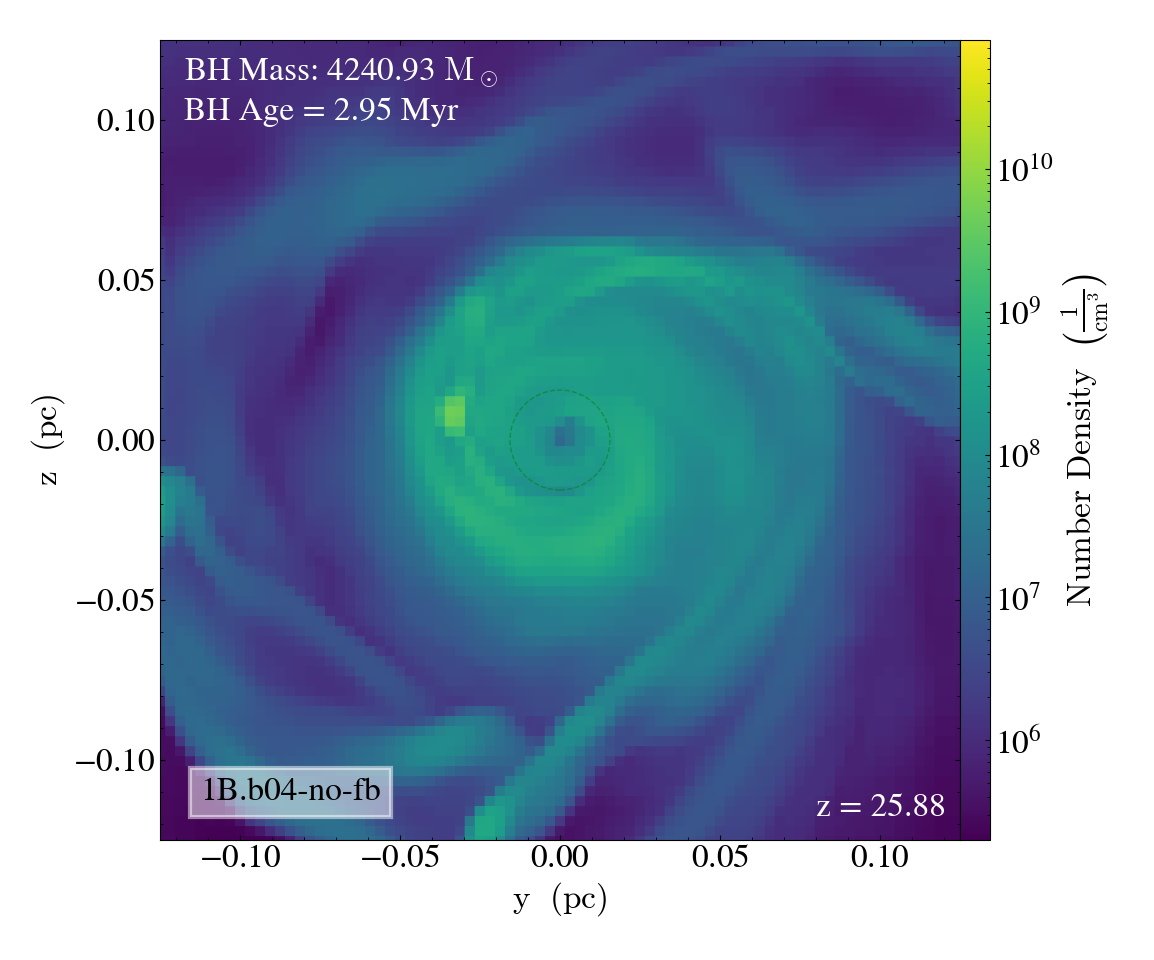 BH Mass: 4240.93 M⊙
BH Age = 2.95 Myr
0.10
0.05
0.00
−0.05
−0.10
z (pc)
1B.b04-no-fb
z = 25.88
−0.10 −0.05 0.00 0.05 0.10
y (pc)
10¹⁰
10⁹
10⁸
10⁷
10⁶
Number Density (1/cm³)